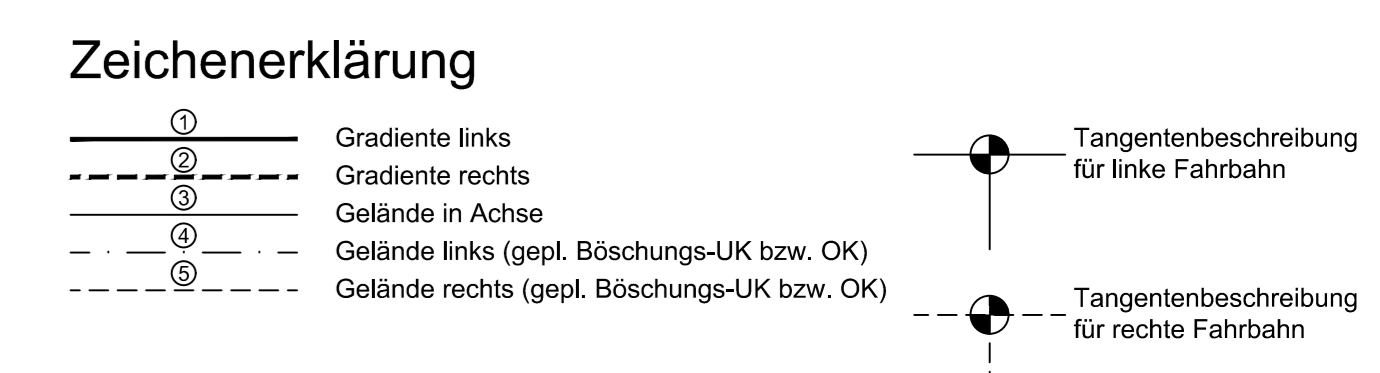 Zeichenerklärung
① Gradiente links
② Gradiente rechts
③ Gelände in Achse
④ Gelände links (gepl. Böschungs-UK bzw. OK)
⑤ Gelände rechts (gepl. Böschungs-UK bzw. OK)
Tangentenbeschreibung
für linke Fahrbahn
Tangentenbeschreibung
für rechte Fahrbahn